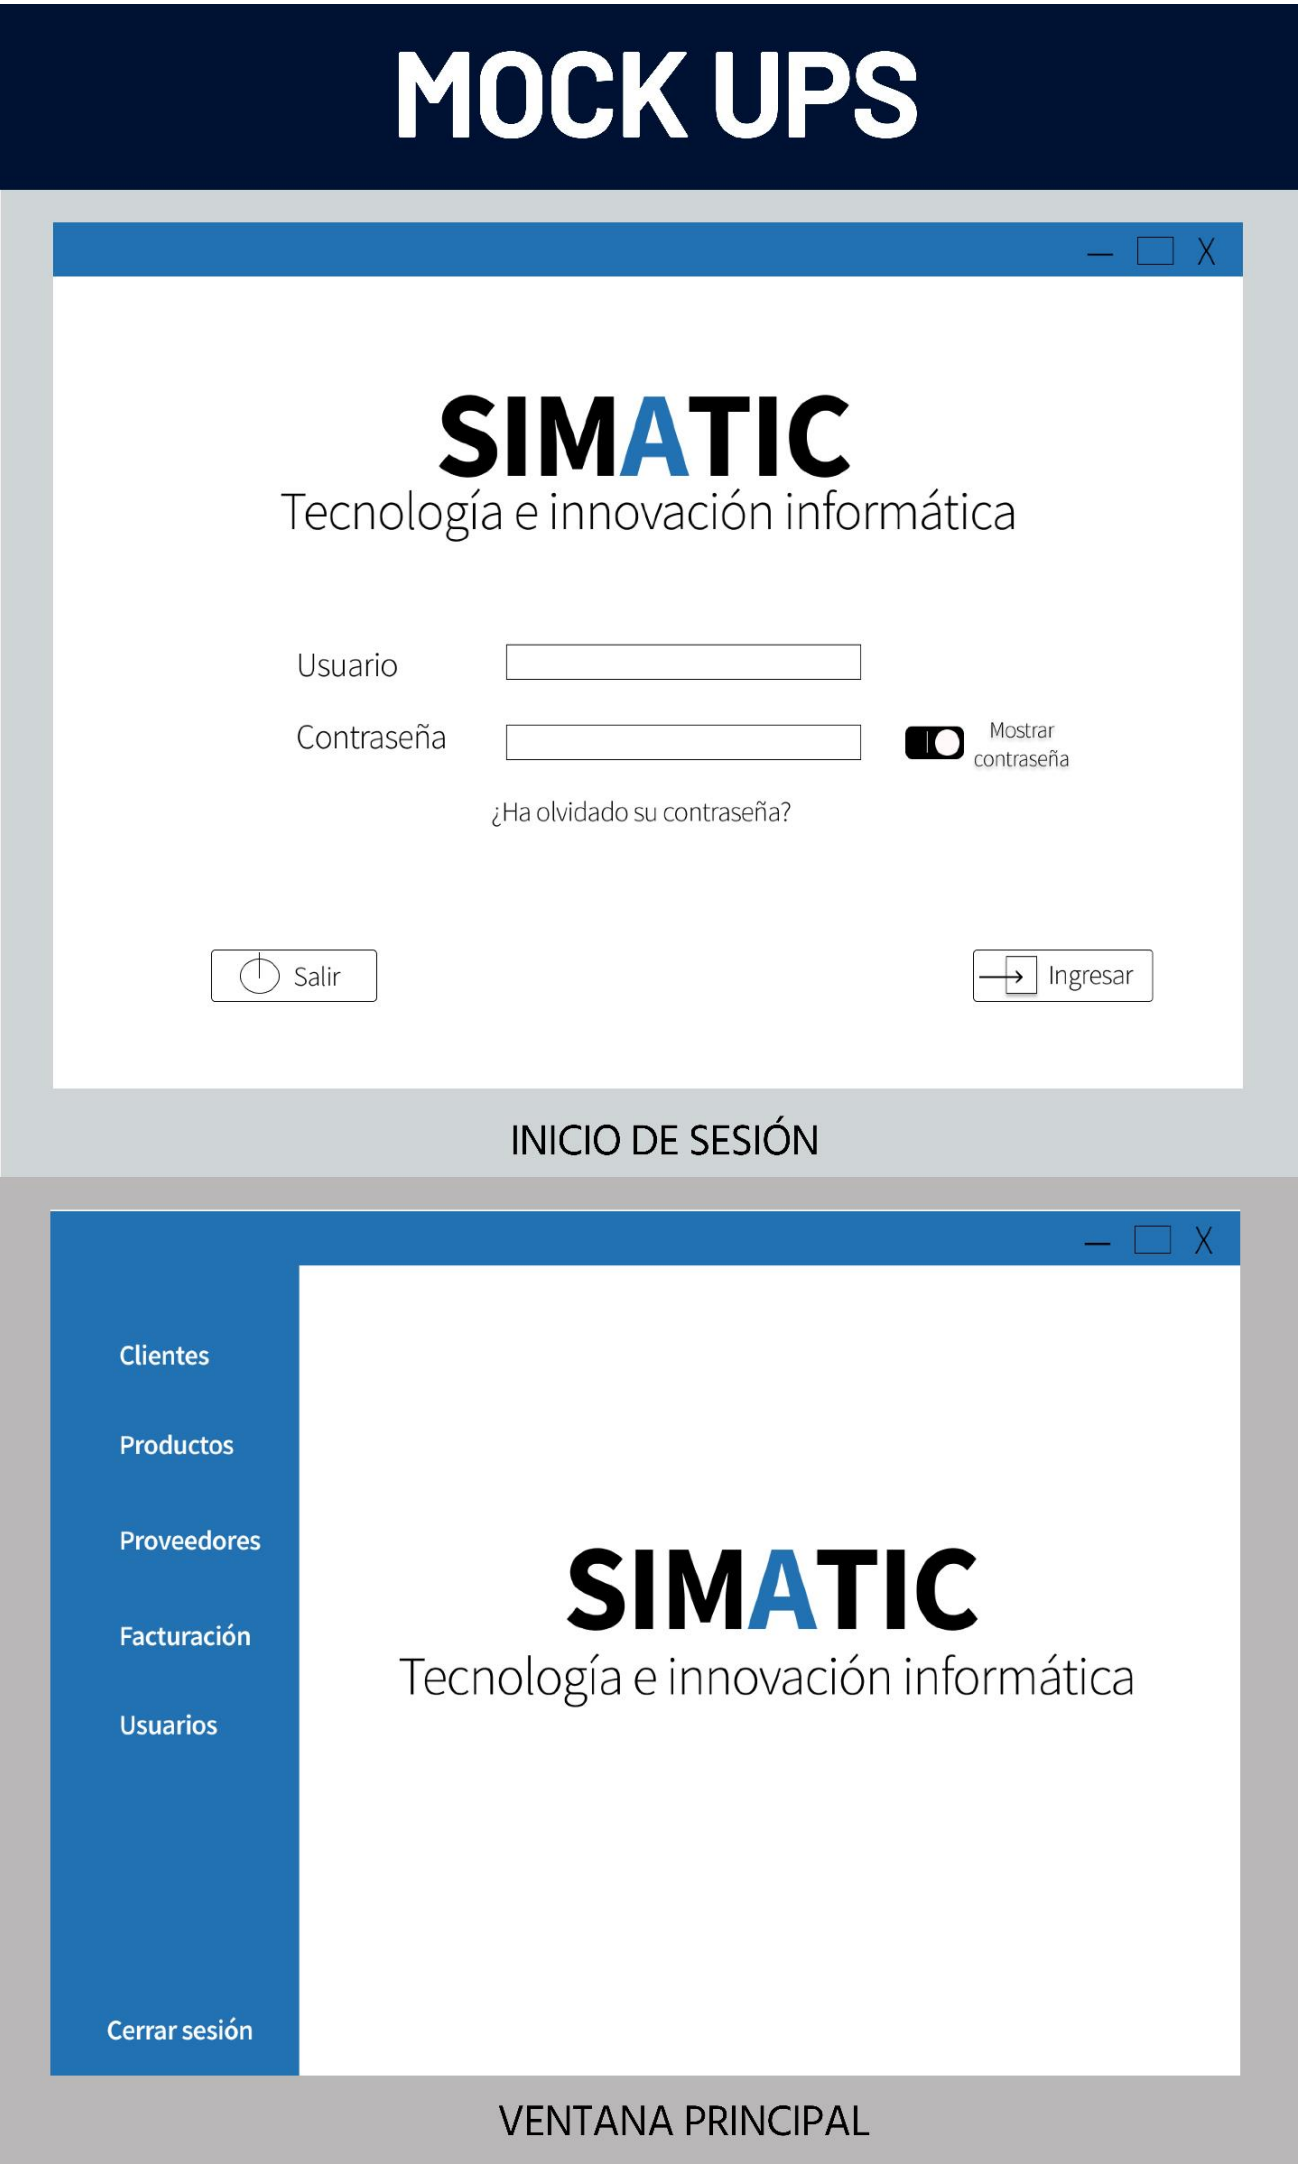 MOCK UPS
X
SIMATIC
Tecnología e innovación informática
Usuario
Contraseña
Mostrar
contraseña
¿Ha olvidado su contraseña?
Salir
Ingresar
INICIO DE SESIÓN
X
Clientes
Productos
Proveedores
Facturación
Usuarios
Cerrar sesión
SIMATIC
Tecnología e innovación informática
VENTANA PRINCIPAL